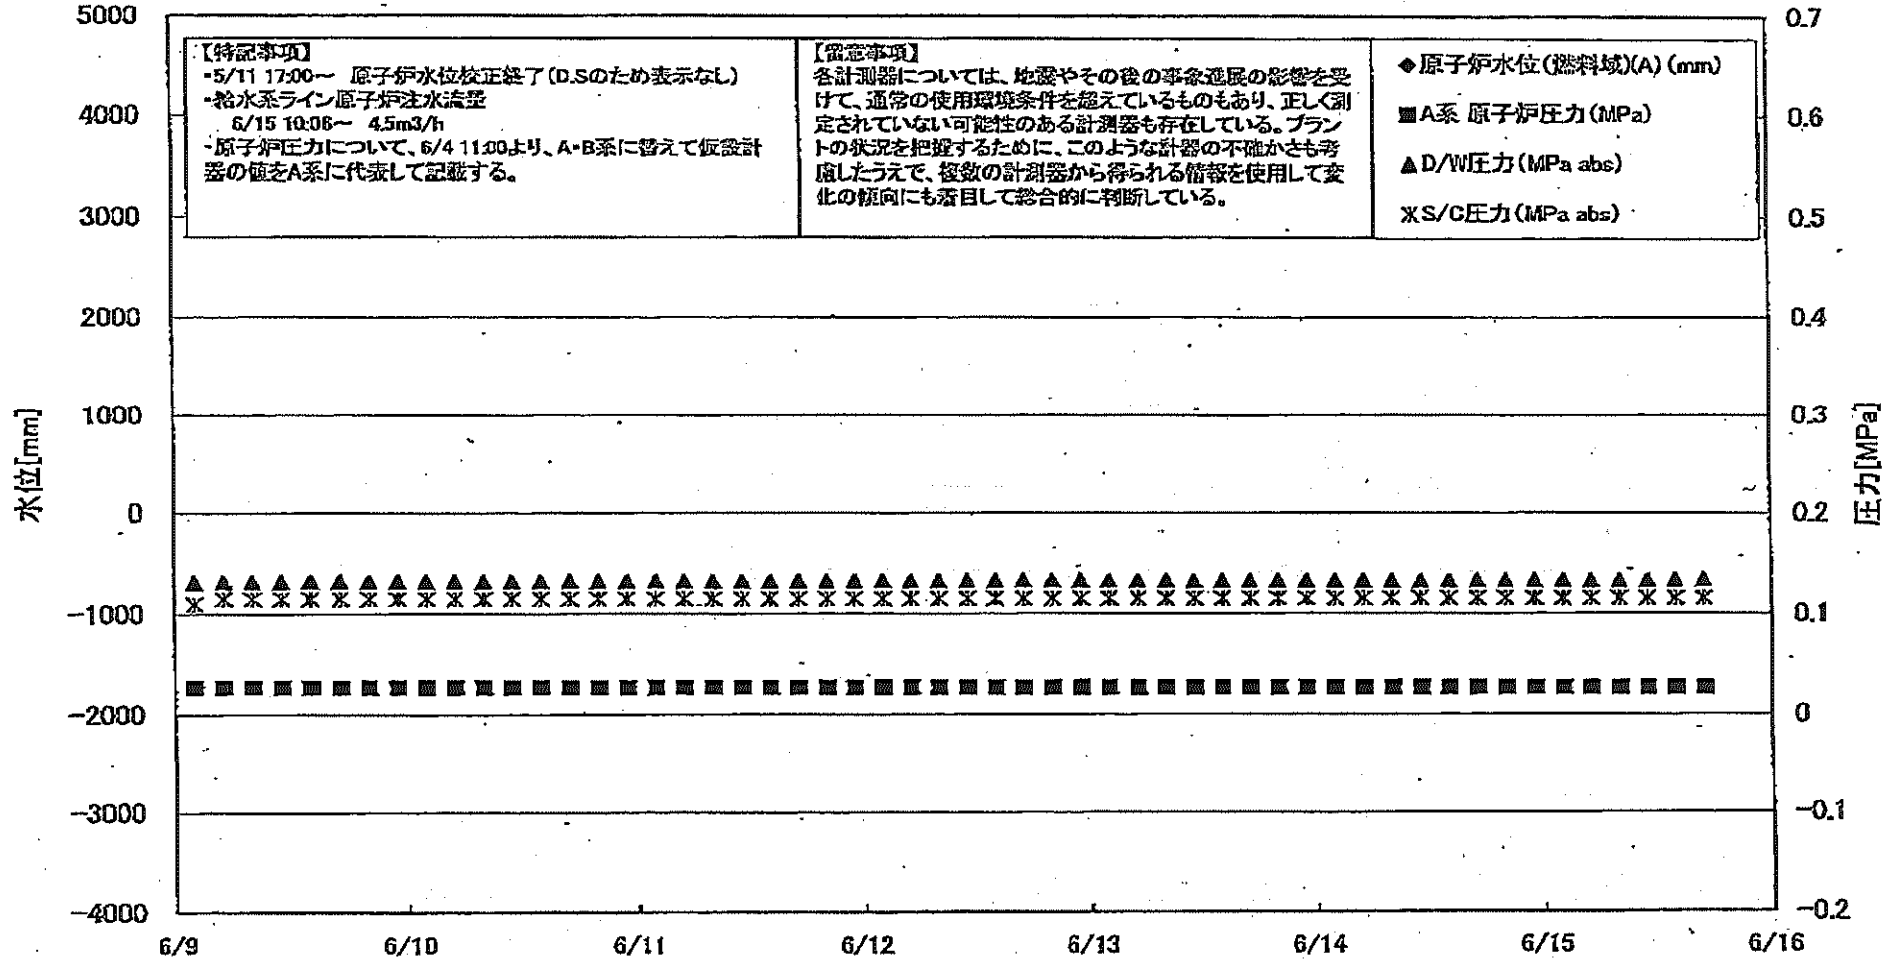 5000
4000
3000
2000
1000
0
-1000
-2000
-3000
-4000
水位[mm]
【特記事項】
・5/11 17:00～ 原子炉水位校正終了(D.Sのため表示なし)
・給水系ライン原子炉注水流量
6/15 10:06～ 4.5m3/h
・原子炉圧力について、6/4 11:00より、A・B系に替えて仮設計
器の値をA系に代表して記載する。
【留意事項】
各計測器については、地震やその後の事象進展の影響を受
けて、通常の使用環境条件を超えているものもあり、正しく測
定されていない可能性のある計測器も存在している。プラン
トの状況を把握するために、このような計器の不確かさも考
慮したうえで、複数の計測器から得られる情報を使用して変
化の傾向にも着目して総合的に判断している。
◆原子炉水位(燃料域)(A)(mm)
■A系 原子炉圧力(MPa)
▲D/W圧力(MPa abs)
ЖS/C圧力(MPa abs)
0.7
0.6
0.5
0.4
0.3
0.2
0.1
0
-0.1
-0.2
圧力[MPa]
6/9 6/10 6/11 6/12 6/13 6/14 6/15 6/16